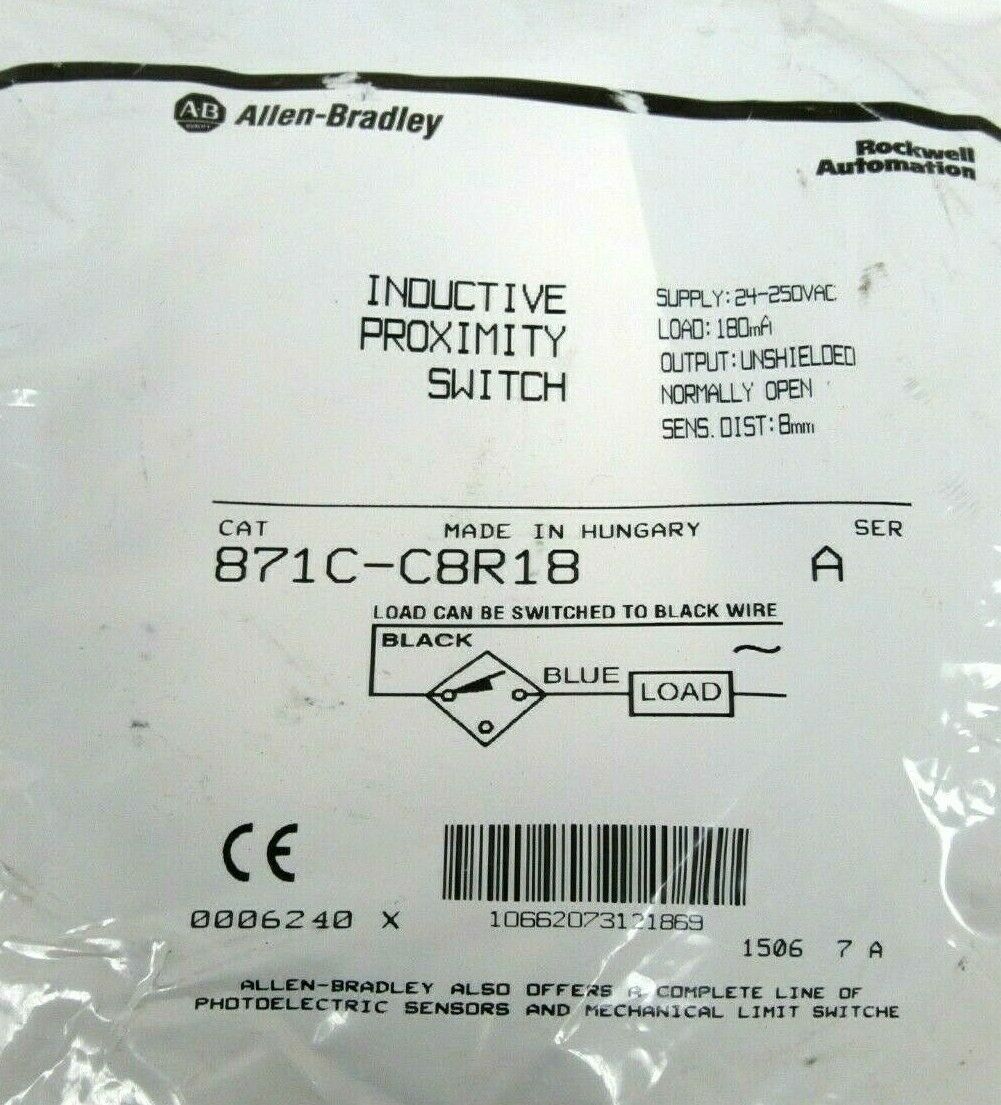 A-B Allen-Bradley
Rockwell
Automation
INDUCTIVE
PROXIMITY
SWITCH
SUPPLY: 24-250VAC
LOAD: 180mA
OUTPUT: UNSHIELDED
NORMALLY OPEN
SENS. DIST: 8mm
CAT MADE IN HUNGARY SER
871C-C8R18 A
LOAD CAN BE SWITCHED TO BLACK WIRE
BLACK
BLUE
LOAD
~
CE
0006240 X
10662073121869
1506 7 A
ALLEN-BRADLEY ALSO OFFERS A COMPLETE LINE OF
PHOTOELECTRIC SENSORS AND MECHANICAL LIMIT SWITCHE